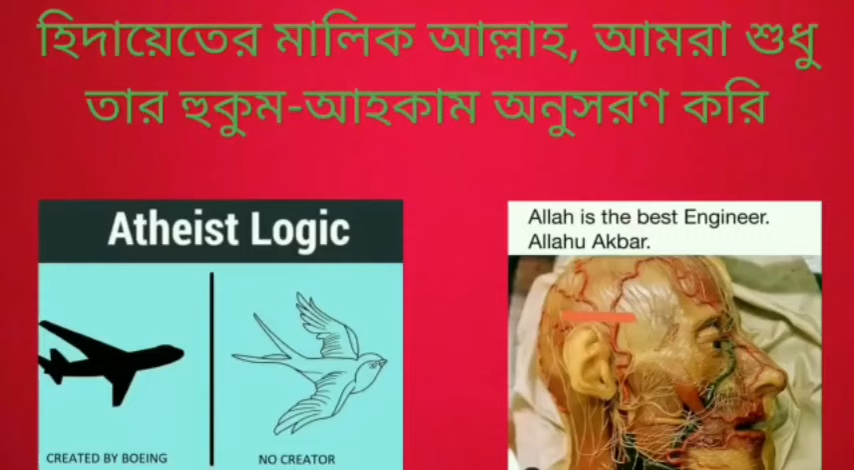 হিদায়েতের মালিক আল্লাহ, আমরা শুধু
তার হুকুম-আহকাম অনুসরণ করি
Atheist Logic
CREATED BY BOEING
NO CREATOR
Allah is the best Engineer.
Allahu Akbar.